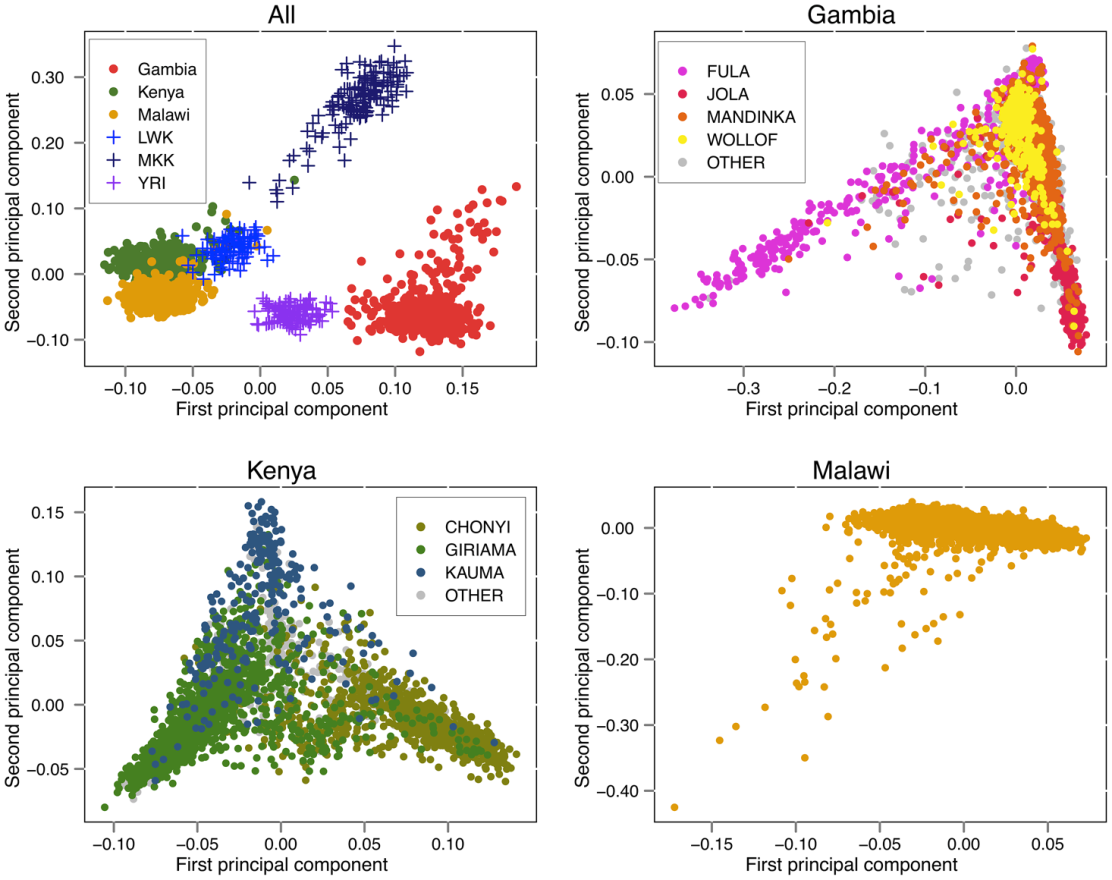 All
Second principal component
0.30
0.20
0.10
0.00
−0.10
Gambia
Kenya
Malawi
LWK
MKK
YRI
−0.10 −0.05 0.00 0.05 0.10 0.15
First principal component
Gambia
Second principal component
0.05
0.00
−0.05
−0.10
FULA
JOLA
MANDINKA
WOLLOF
OTHER
−0.3 −0.2 −0.1 0.0
First principal component
Kenya
Second principal component
0.15
0.10
0.05
0.00
−0.05
CHONYI
GIRIAMA
KAUMA
OTHER
−0.10 −0.05 0.00 0.05 0.10
First principal component
Malawi
Second principal component
0.00
−0.10
−0.20
−0.30
−0.40
−0.15 −0.10 −0.05 0.00 0.05
First principal component